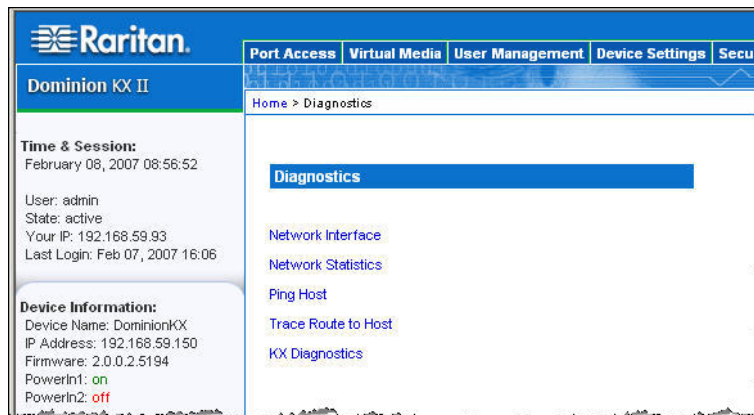 Raritan.
Port Access Virtual Media User Management Device Settings Secu
Dominion KX II
Home > Diagnostics
Time & Session:
February 08, 2007 08:56:52
User: admin
State: active
Your IP: 192.168.59.93
Last Login: Feb 07, 2007 16:06
Device Information:
Device Name: DominionKX
IP Address: 192.168.59.150
Firmware: 2.0.0.2.5194
PowerIn1: on
PowerIn2: off
Diagnostics
Network Interface
Network Statistics
Ping Host
Trace Route to Host
KX Diagnostics